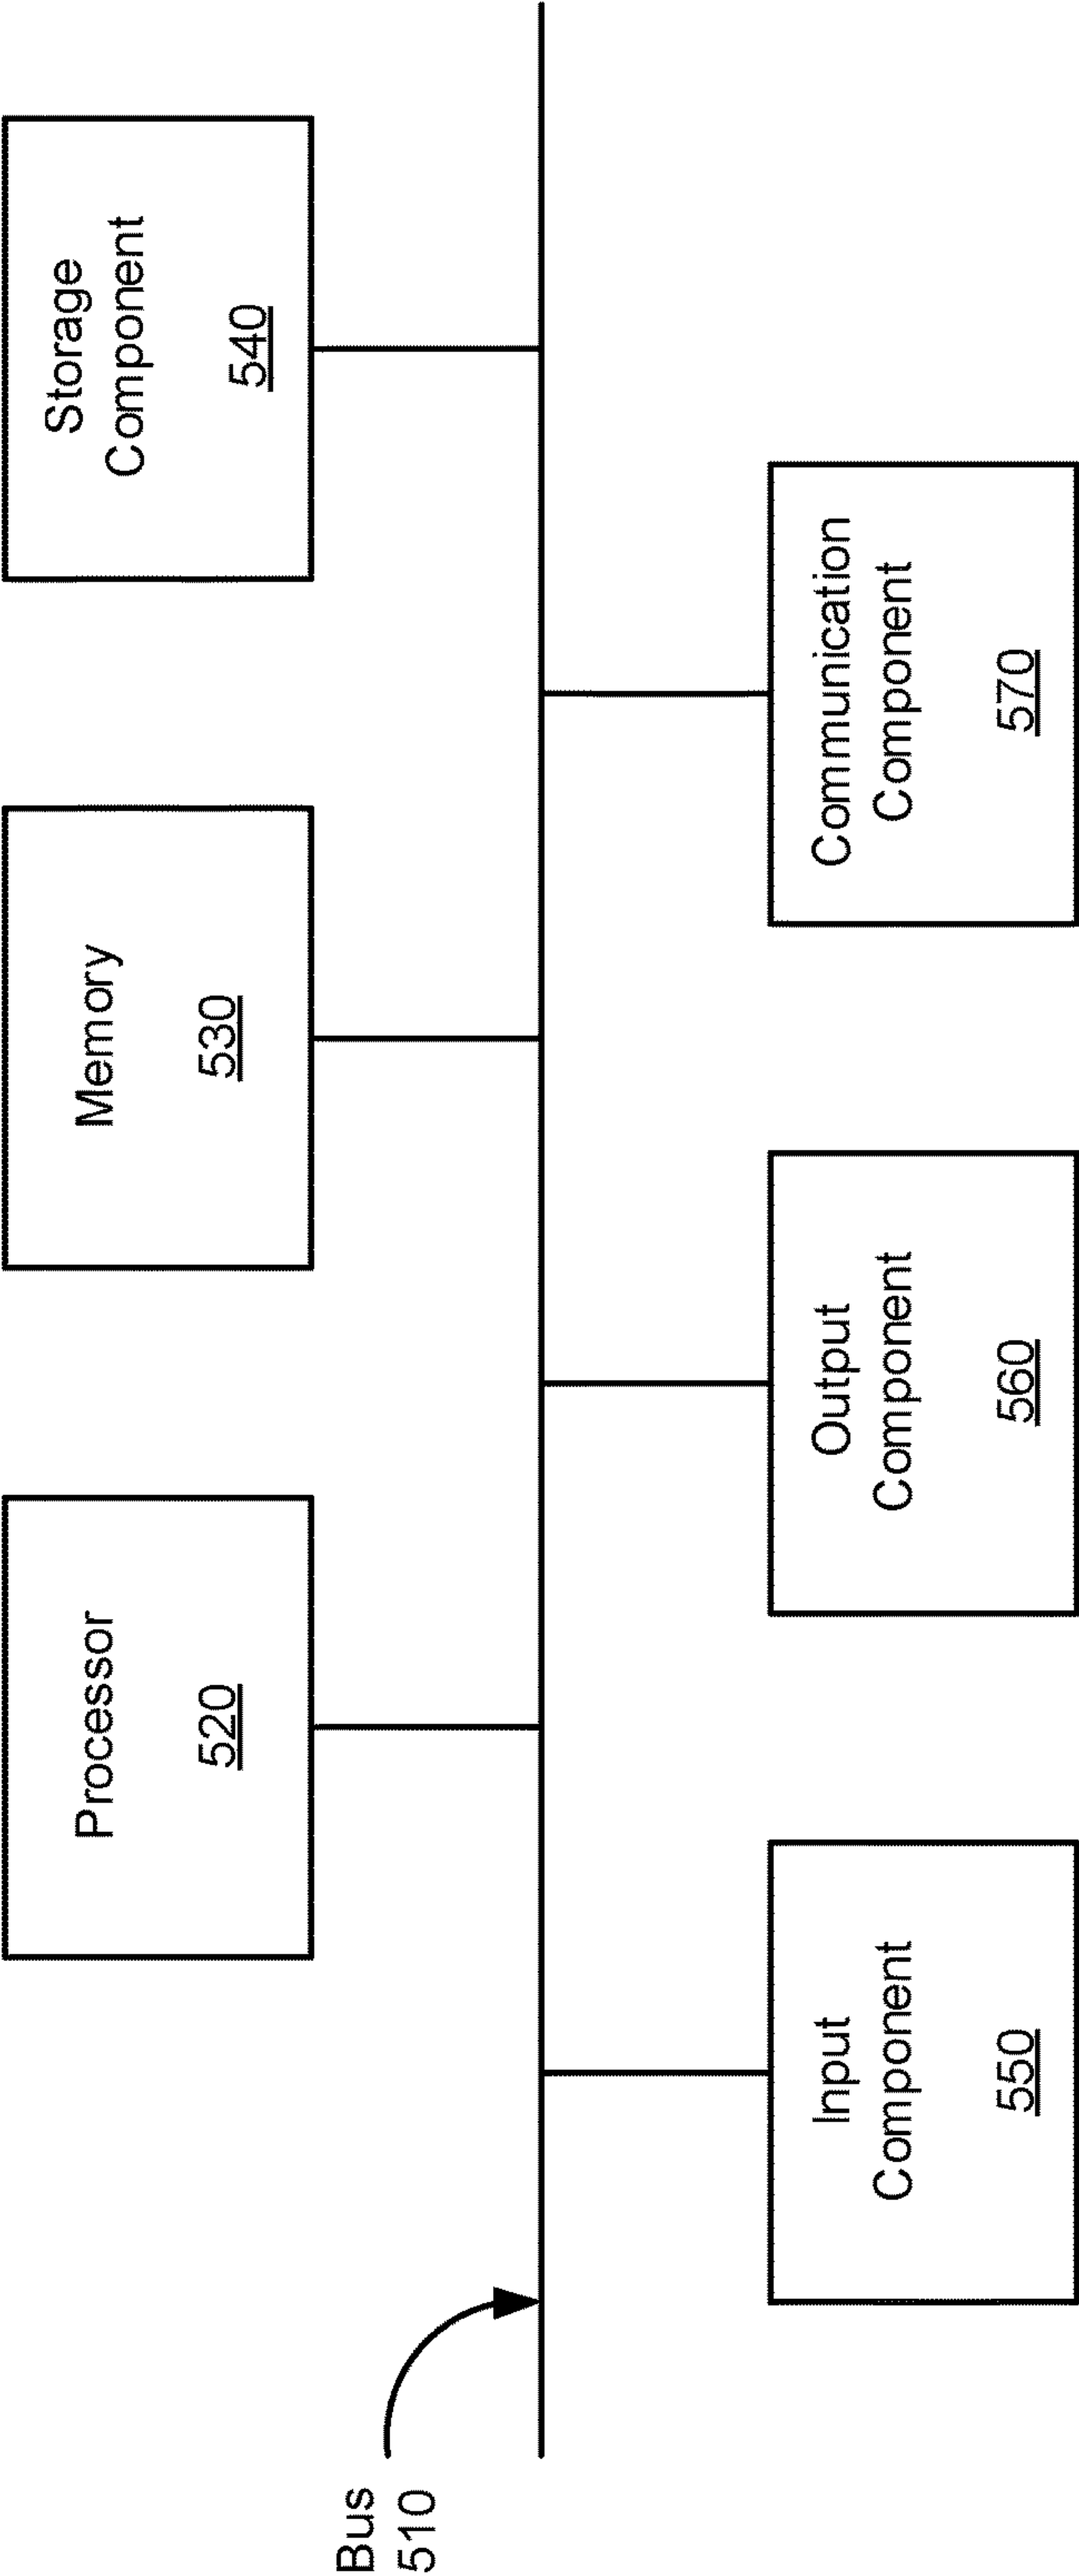 Processor
520
Memory
530
Storage
Component
540
Bus
510
Input
Component
550
Output
Component
560
Communication
Component
570